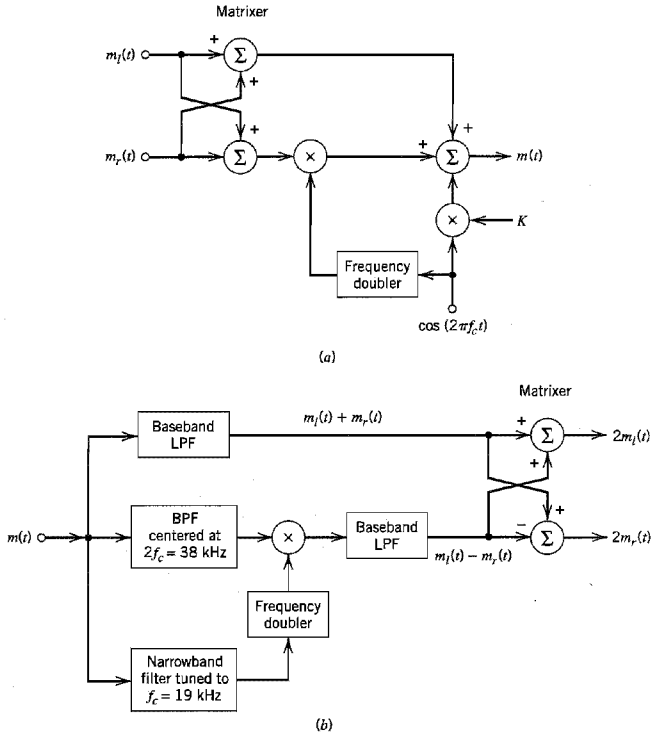 Matrixer
m_l(t)
+
Σ
+
+
+
m_r(t)
Σ
×
+
Σ
m(t)
×
K
Frequency
doubler
cos (2πf_ct)
(a)
Matrixer
m_l(t) + m_r(t)
Baseband
LPF
+
Σ
2m_l(t)
+
+
m(t)
BPF
centered at
2f_c = 38 kHz
×
Baseband
LPF
m_l(t) − m_r(t)
−
Σ
2m_r(t)
Frequency
doubler
Narrowband
filter tuned to
f_c = 19 kHz
(b)